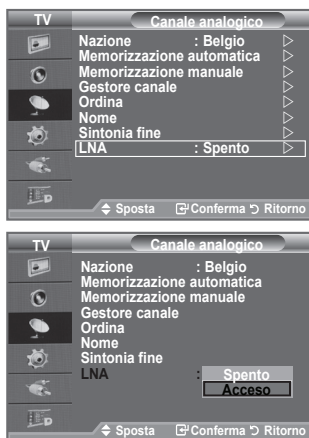 TV Canale analogico
Nazione : Belgio
Memorizzazione automatica
Memorizzazione manuale
Gestore canale
Ordina
Nome
Sintonia fine
LNA : Spento
Sposta Conferma Ritorno
TV Canale analogico
Nazione : Belgio
Memorizzazione automatica
Memorizzazione manuale
Gestore canale
Ordina
Nome
Sintonia fine
LNA : Spento
Acceso
Sposta Conferma Ritorno